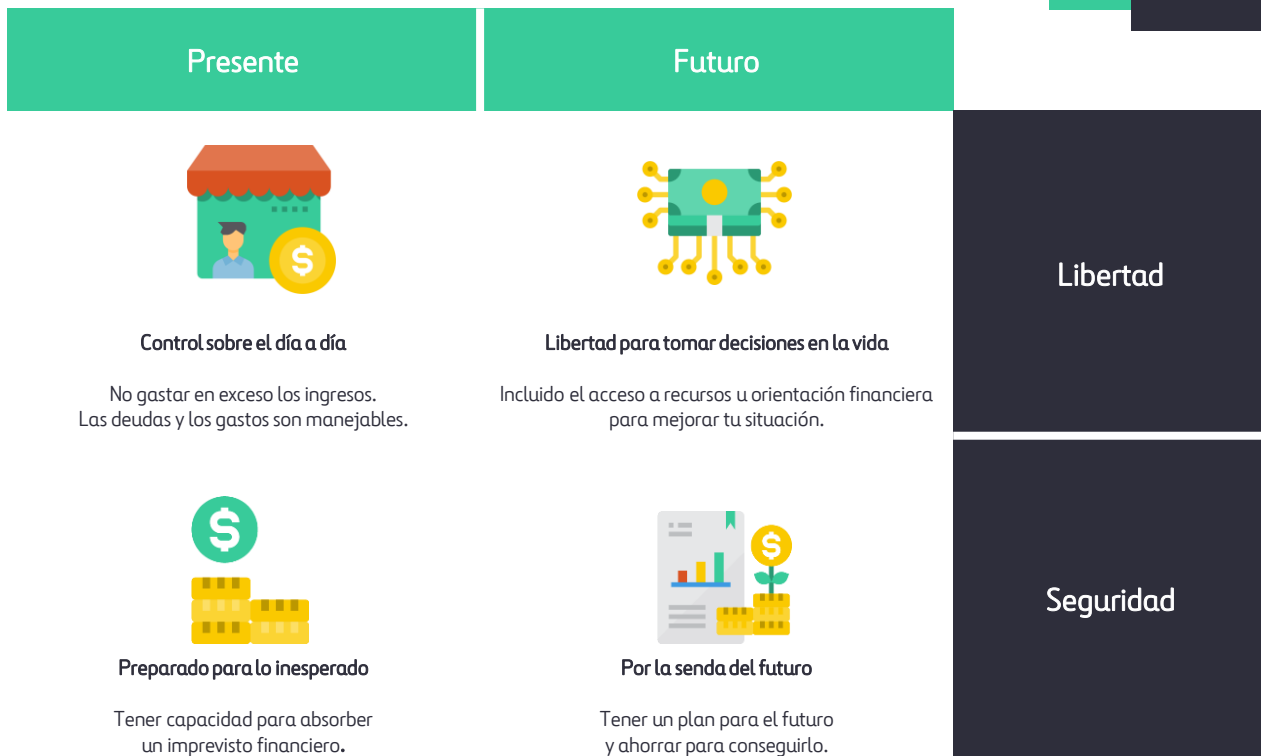 Presente
Futuro
Control sobre el día a día
No gastar en exceso los ingresos.
Las deudas y los gastos son manejables.
Libertad para tomar decisiones en la vida
Incluido el acceso a recursos u orientación financiera
para mejorar tu situación.
Libertad
Preparado para lo inesperado
Tener capacidad para absorber
un imprevisto financiero.
Por la senda del futuro
Tener un plan para el futuro
y ahorrar para conseguirlo.
Seguridad